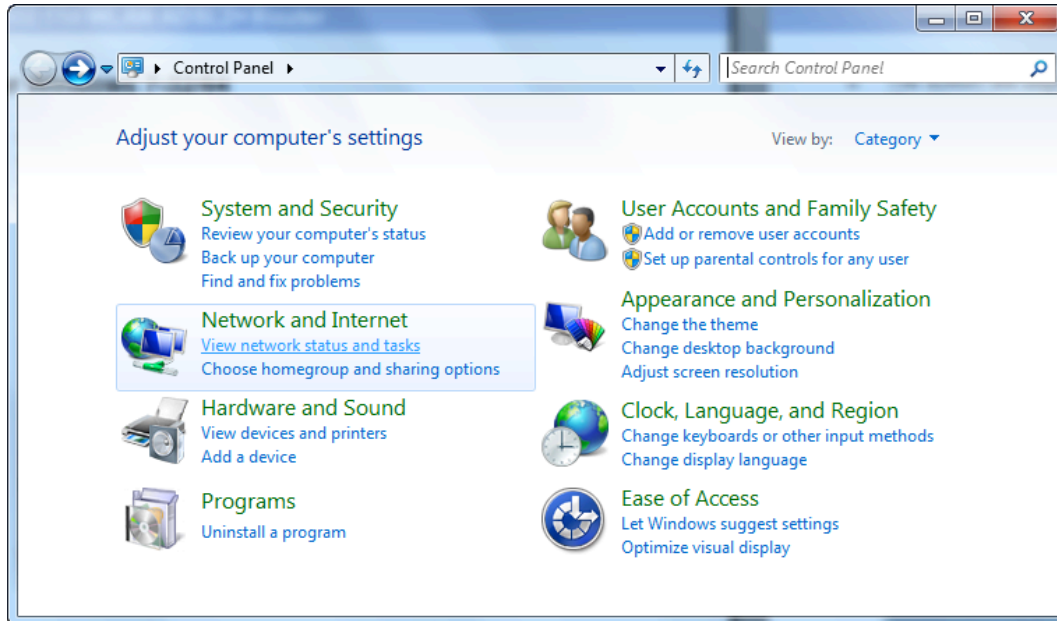 Control Panel
Search Control Panel
Adjust your computer's settings
View by: Category
System and Security
Review your computer's status
Back up your computer
Find and fix problems
Network and Internet
View network status and tasks
Choose homegroup and sharing options
Hardware and Sound
View devices and printers
Add a device
Programs
Uninstall a program
User Accounts and Family Safety
Add or remove user accounts
Set up parental controls for any user
Appearance and Personalization
Change the theme
Change desktop background
Adjust screen resolution
Clock, Language, and Region
Change keyboards or other input methods
Change display language
Ease of Access
Let Windows suggest settings
Optimize visual display